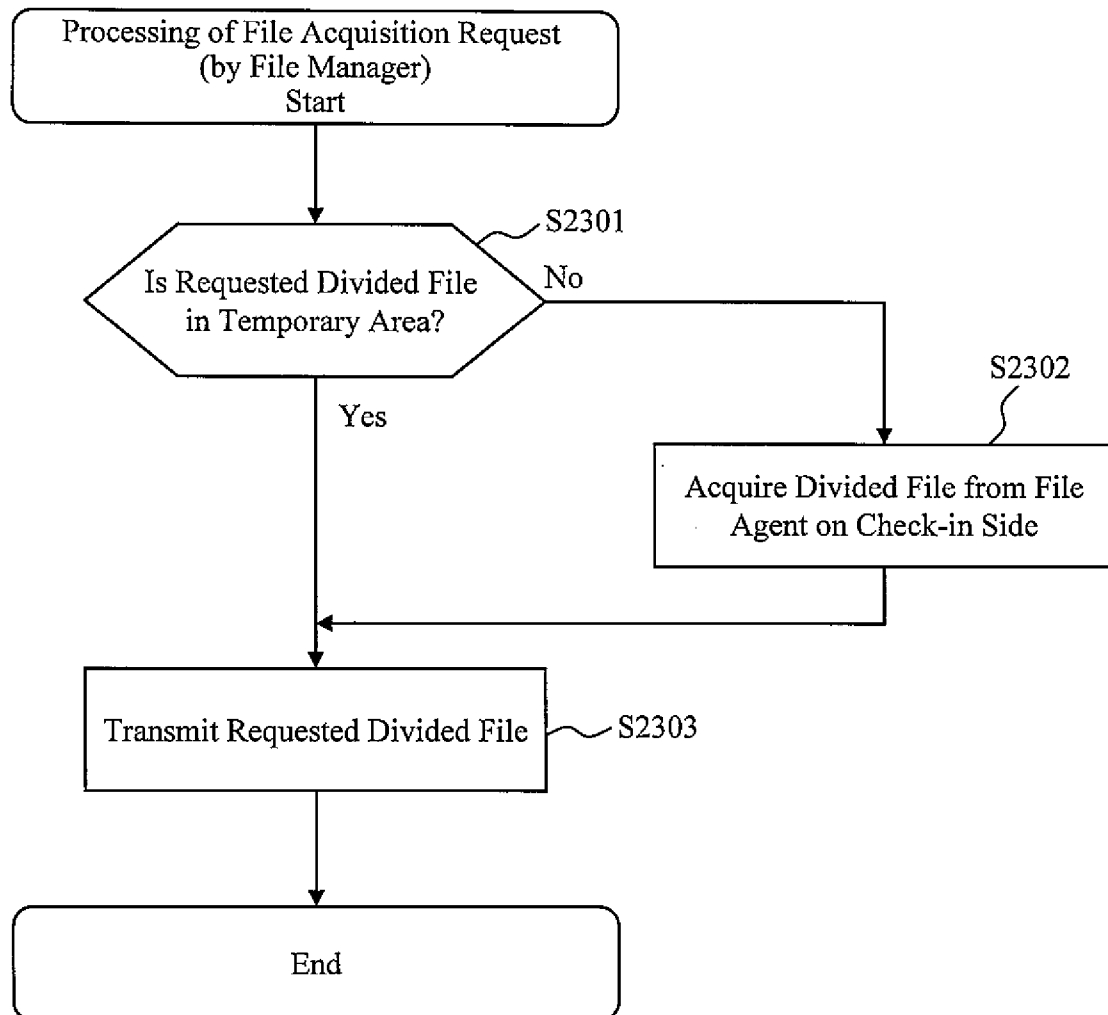 Processing of File Acquisition Request
(by File Manager)
Start
S2301
Is Requested Divided File
in Temporary Area?
No
Yes
S2302
Acquire Divided File from File
Agent on Check-in Side
Transmit Requested Divided File
S2303
End